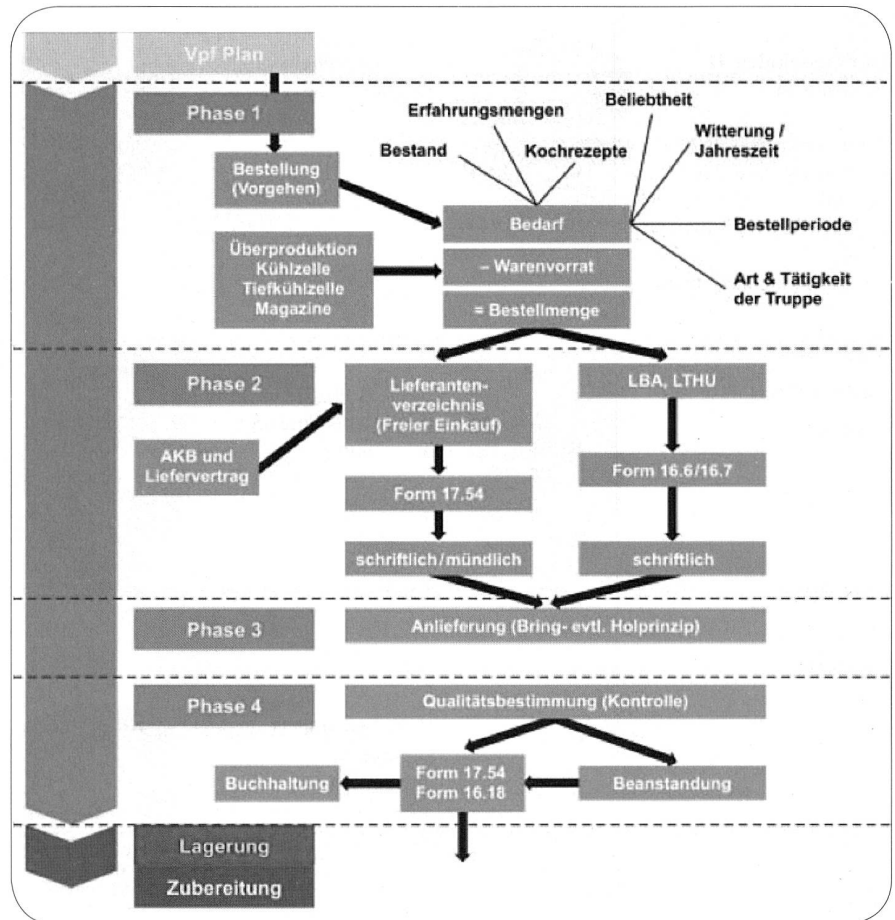 Vpf Plan
Phase 1
Bestellung
(Vorgehen)
Überproduktion
Kühlzelle
Tiefkühlzelle
Magazine
Bestand
Erfahrungsmengen
Kochrezepte
Beliebtheit
Witterung /
Jahreszeit
Bestellperiode
Art & Tätigkeit
der Truppe
Bedarf
– Warenvorrat
= Bestellmenge
Phase 2
AKB und
Liefervertrag
Lieferanten-
verzeichnis
(Freier Einkauf)
LBA, LTHU
Form 17.54
Form 16.6/16.7
schriftlich/mündlich
schriftlich
Phase 3
Anlieferung (Bring- evtl. Holprinzip)
Phase 4
Qualitätsbestimmung (Kontrolle)
Buchhaltung
Form 17.54
Form 16.18
Beanstandung
Lagerung
Zubereitung